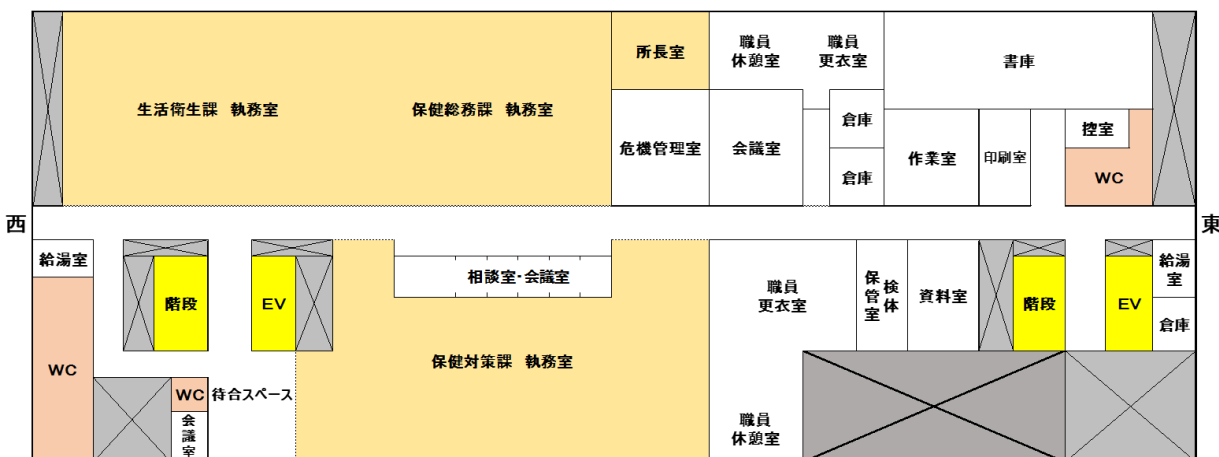 生活衛生課 執務室
保健総務課 執務室
所長室
職員
休憩室
職員
更衣室
書庫
危機管理室
会議室
倉庫
倉庫
作業室
印刷室
控室
WC
西
東
給湯室
階段
EV
相談室・会議室
職員
更衣室
保管室
検体
資料室
階段
EV
給湯
室
倉庫
WC
保健対策課 執務室
WC
待合スペース
会議室
職員
休憩室